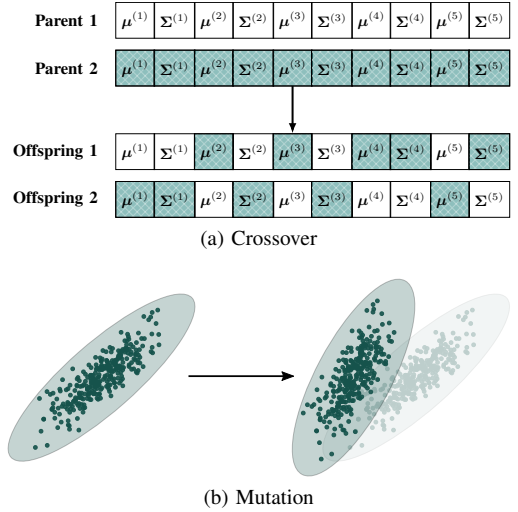 Parent 1 μ(1) Σ(1) μ(2) Σ(2) μ(3) Σ(3) μ(4) Σ(4) μ(5) Σ(5)
Parent 2 μ(1) Σ(1) μ(2) Σ(2) μ(3) Σ(3) μ(4) Σ(4) μ(5) Σ(5)
Offspring 1 μ(1) Σ(1) μ(2) Σ(2) μ(3) Σ(3) μ(4) Σ(4) μ(5) Σ(5)
Offspring 2 μ(1) Σ(1) μ(2) Σ(2) μ(3) Σ(3) μ(4) Σ(4) μ(5) Σ(5)
(a) Crossover
(b) Mutation